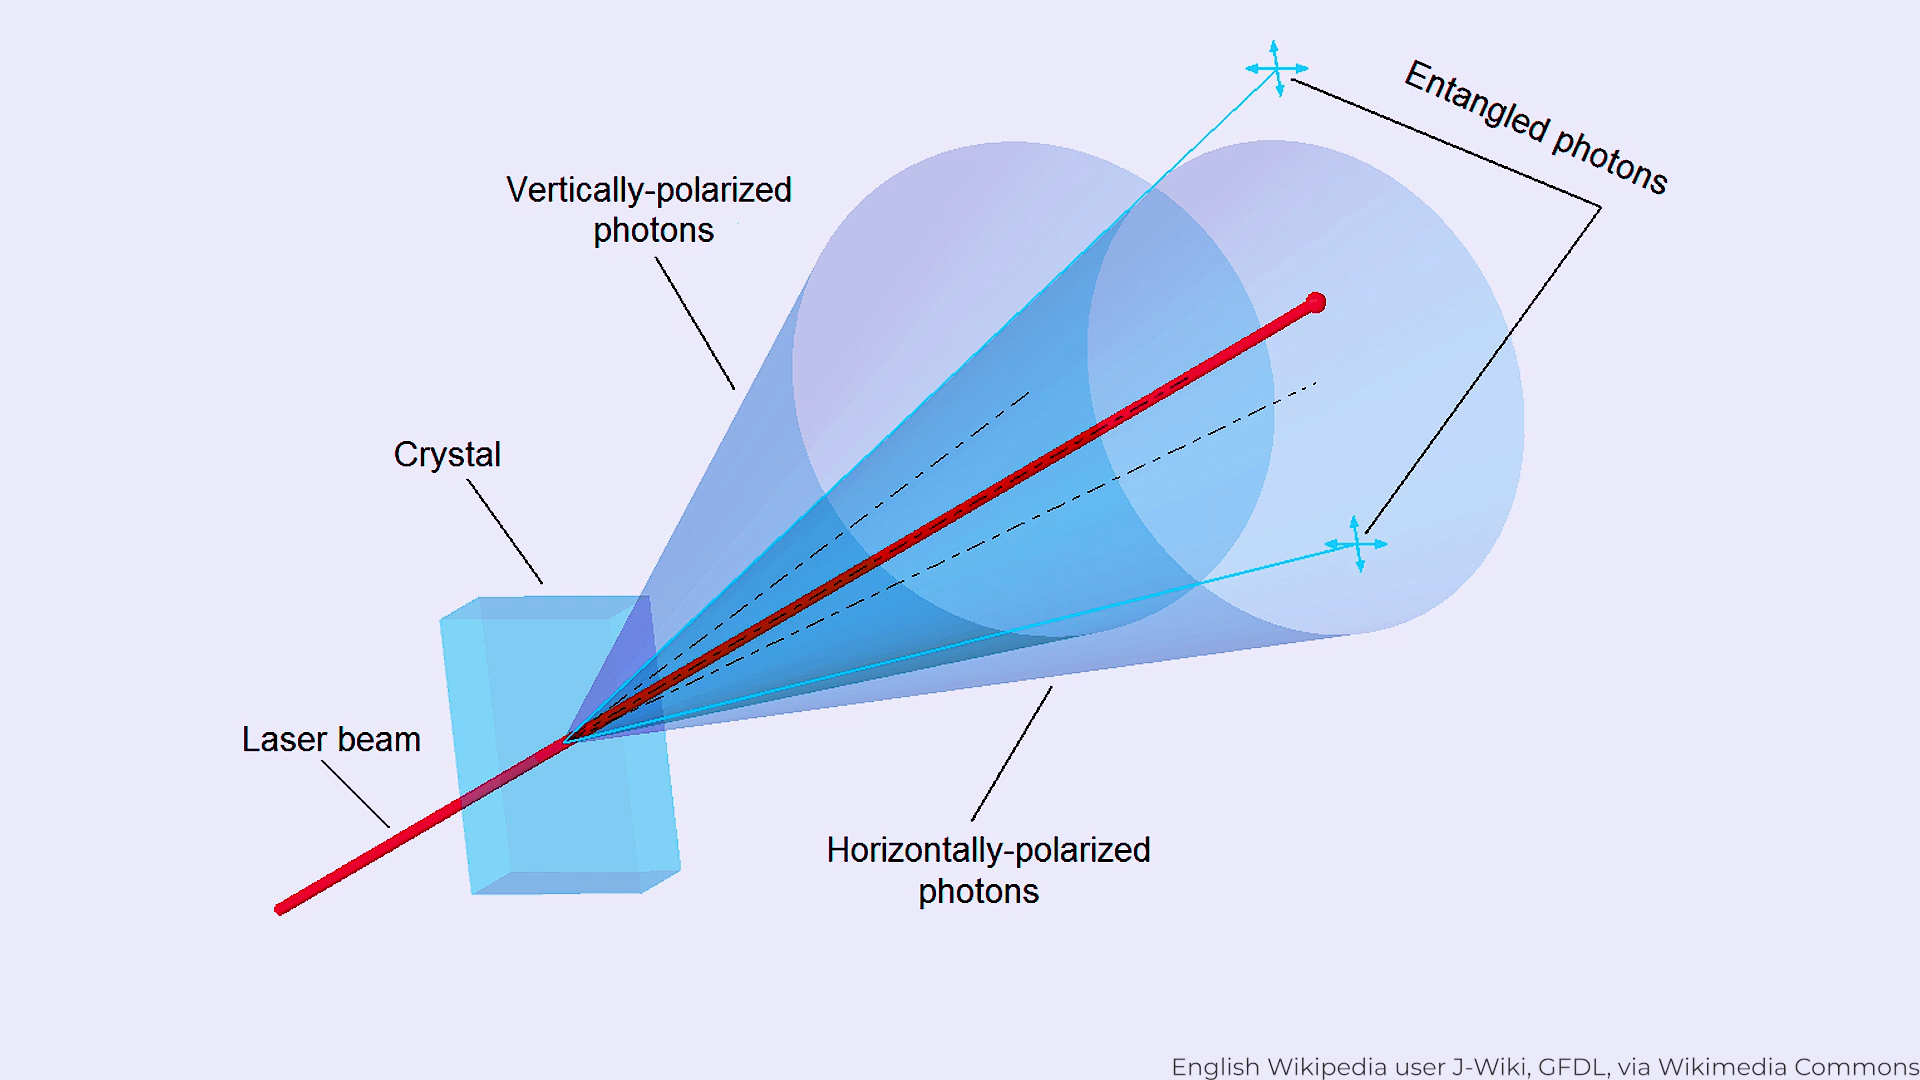 Entangled photons
Vertically-polarized
photons
Crystal
Laser beam
Horizontally-polarized
photons
English Wikipedia user J-Wiki, GFDL, via Wikimedia Commons